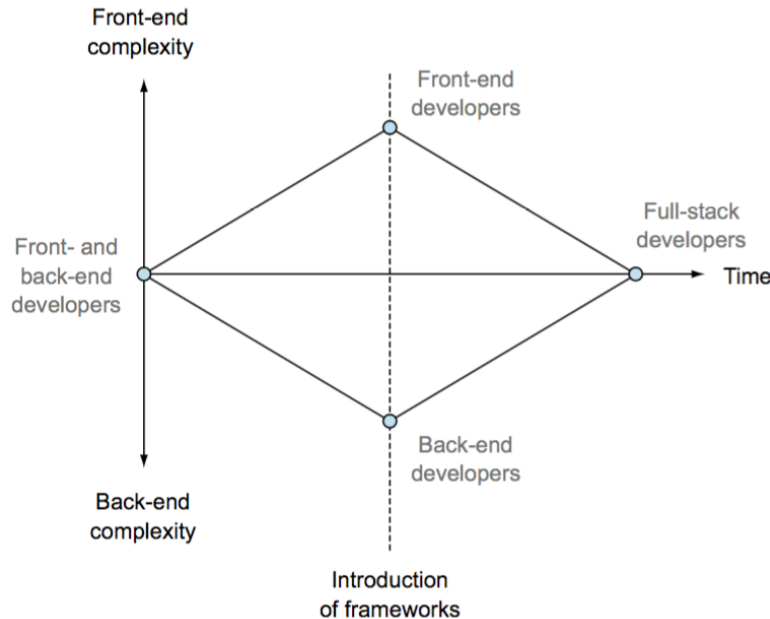 Front-end
complexity
Front-end
developers
Full-stack
developers
Front- and
back-end
developers
Time
Back-end
developers
Back-end
complexity
Introduction
of frameworks